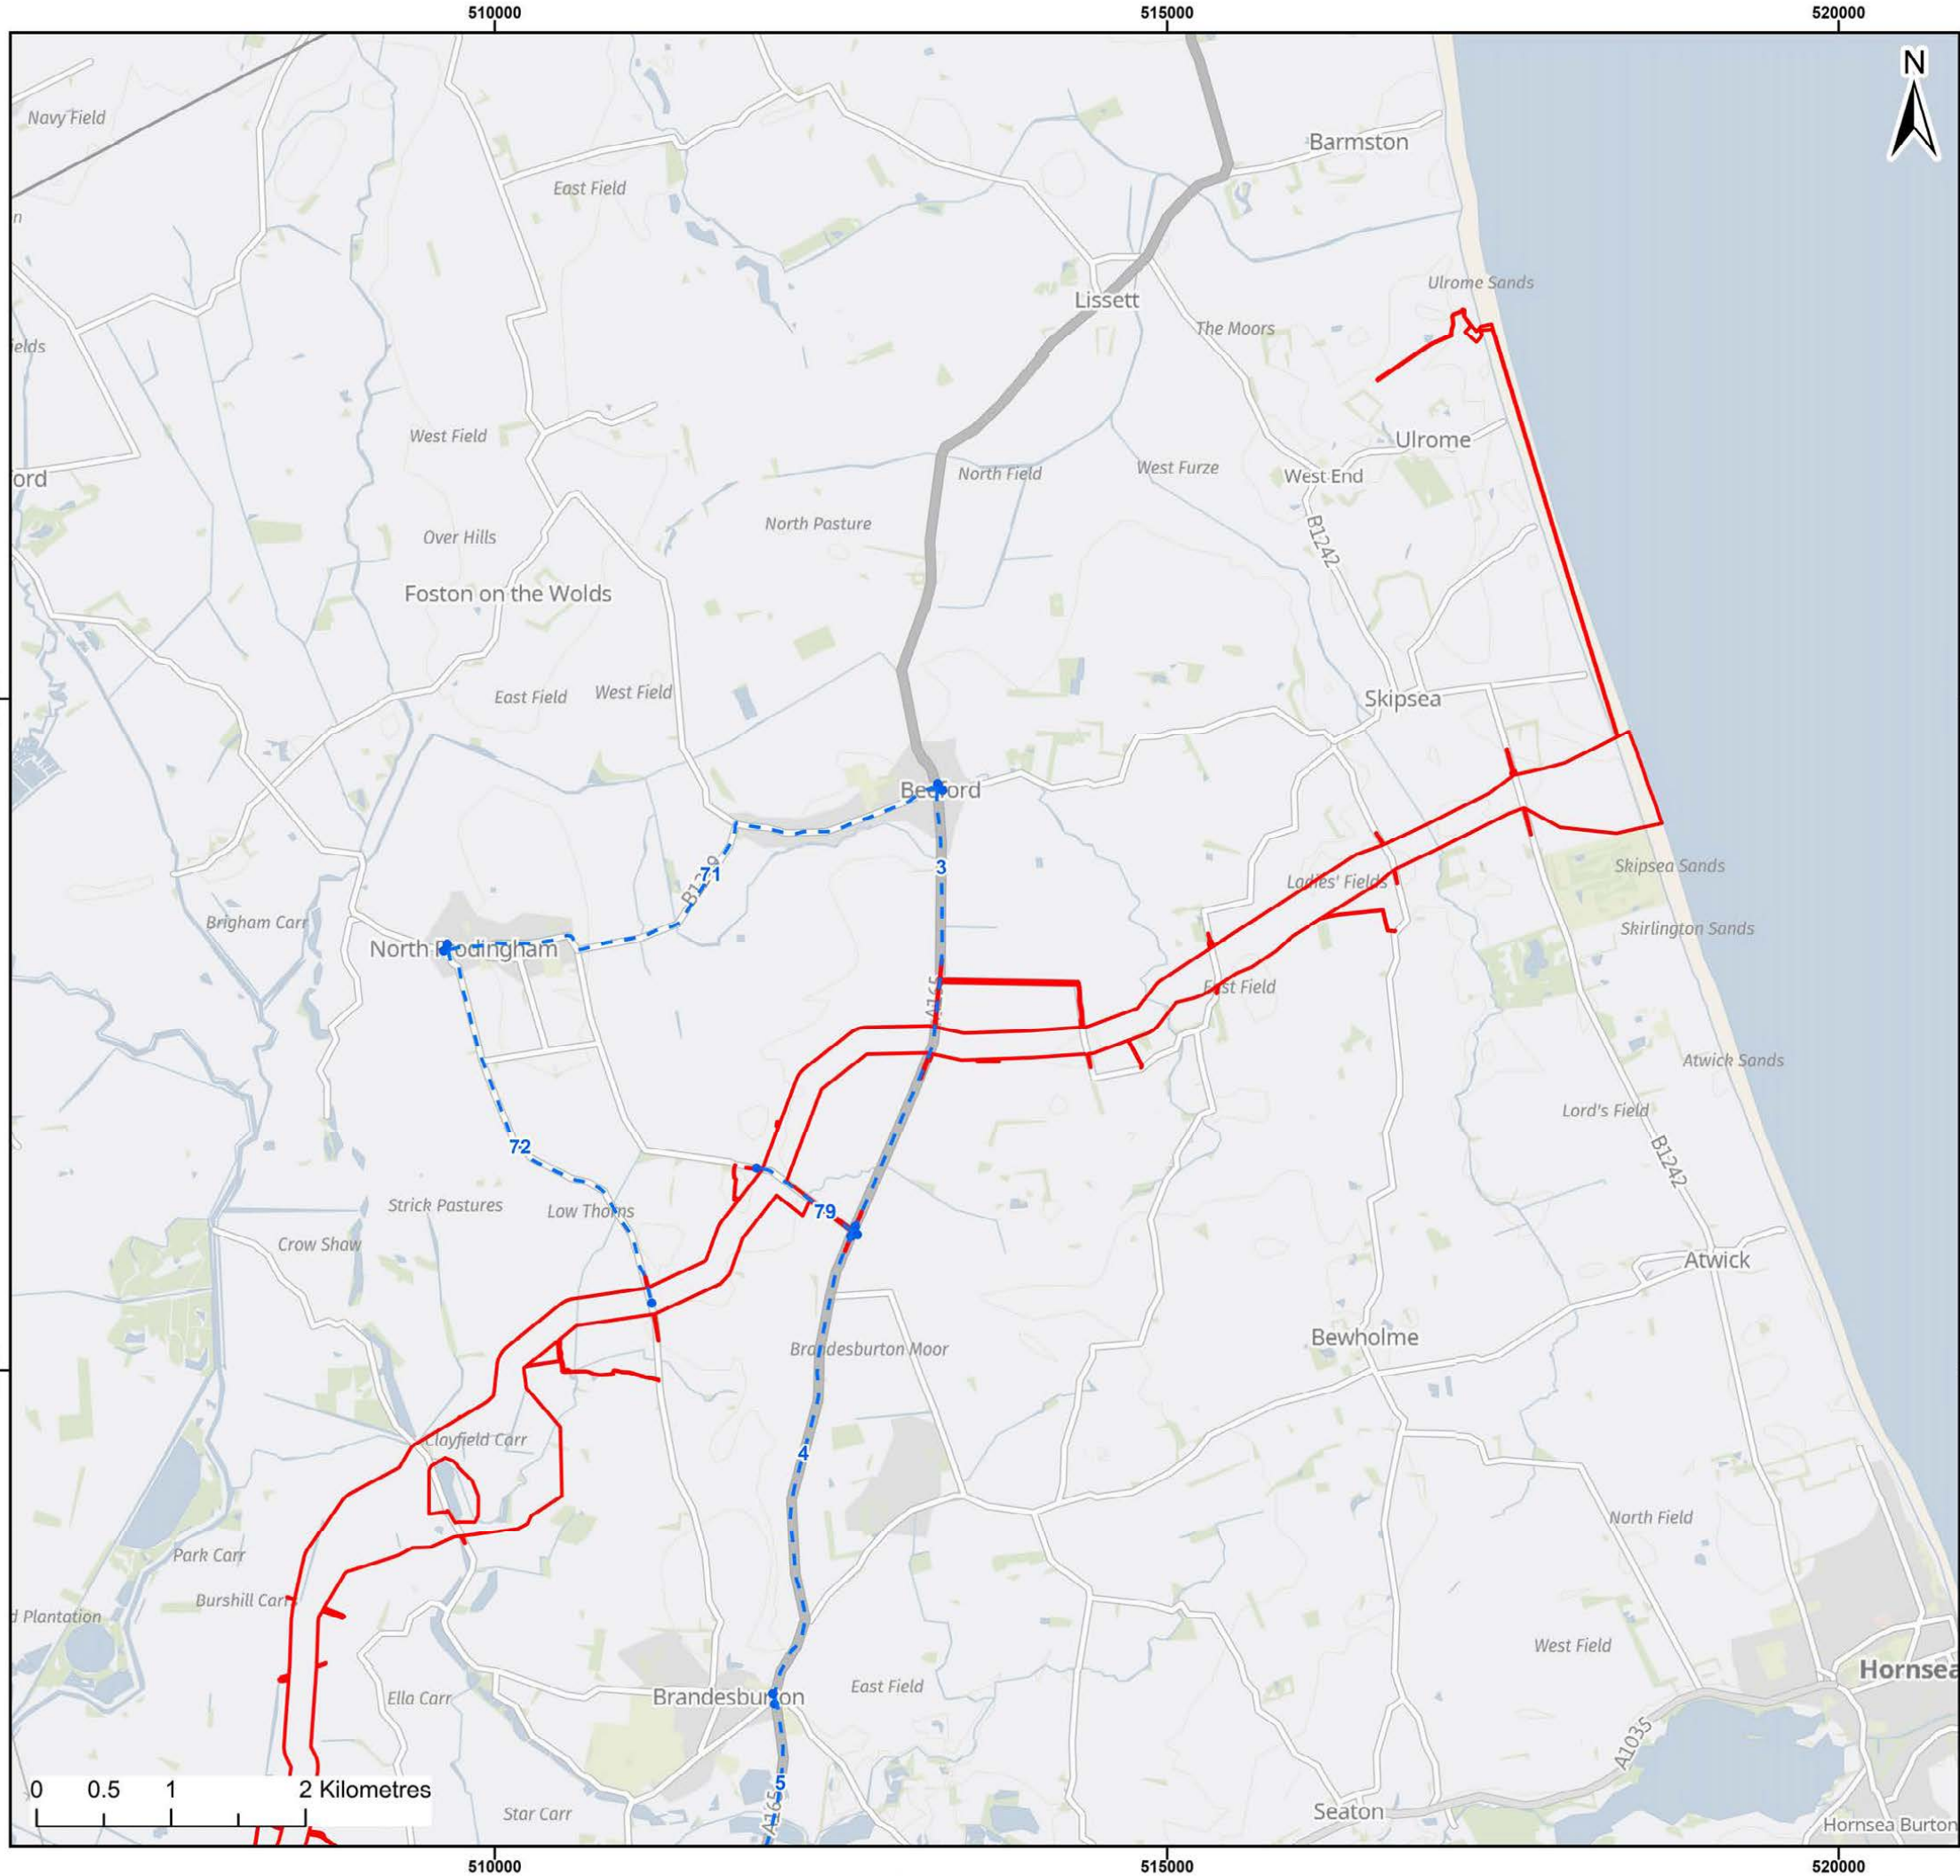 510000
515000
520000
N
Navy Field
Barmston
East Field
n
Ulrome Sands
Lissett
The Moors
ields
West Field
Ulrome
North Field
West Furze
West End
ord
North Pasture
B1242
Over Hills
Foston on the Wolds
East Field
West Field
Skipsea
Beeford
3
71
Ladies' Fields
Skipsea Sands
Brigham Carr
Skirlington Sands
North Frodingham
A165
East Field
Atwick Sands
Lord's Field
72
B1242
Strick Pastures
Low Thorns
79
Crow Shaw
Atwick
Bewholme
Brandesburton Moor
Clayfield Carr
4
North Field
Park Carr
Burshill Carr
d Plantation
West Field
Hornsea
Ella Carr
Brandesburton
East Field
A1035
5
0
0.5
1
2 Kilometres
A165
Star Carr
Seaton
Hornsea Burton
510000
515000
520000